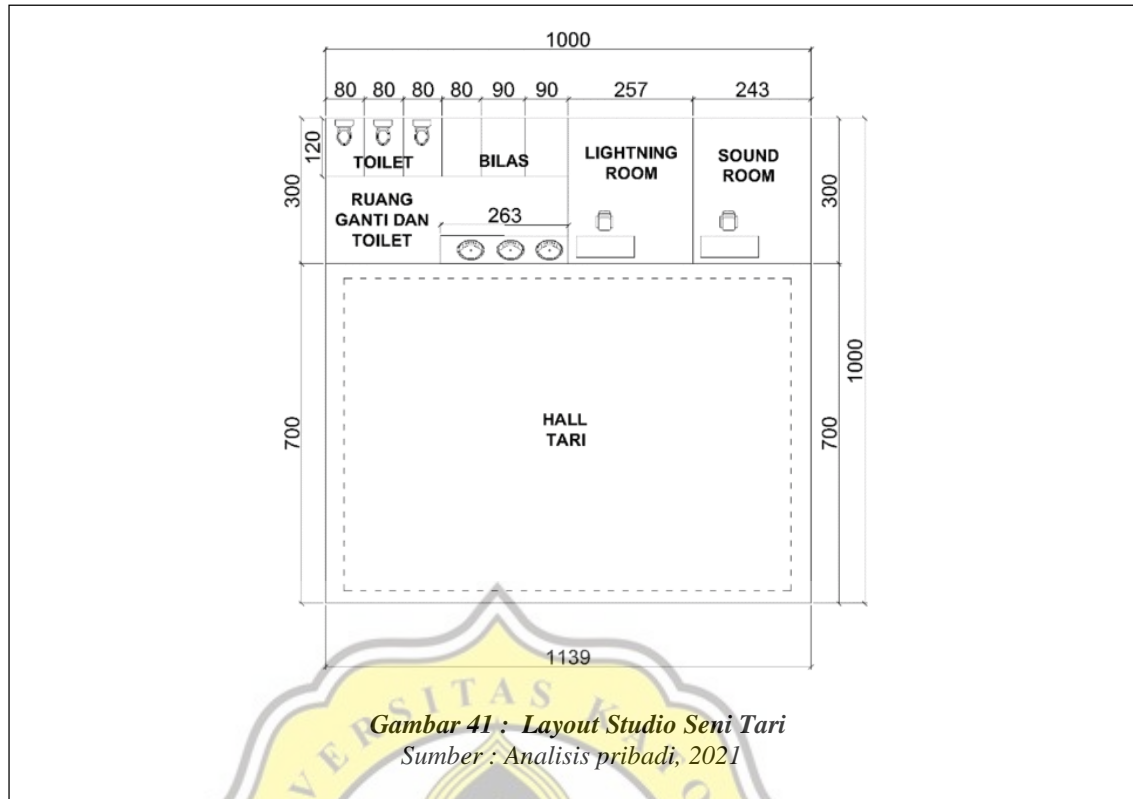 1000
80 80 80 80 90 90 257 243
120
300
300
TOILET
BILAS
LIGHTNING
ROOM
SOUND
ROOM
RUANG
GANTI DAN
TOILET
263
700
HALL
TARI
700
1000
1139
Gambar 41 : Layout Studio Seni Tari
Sumber : Analisis pribadi, 2021
VERSITAS KA